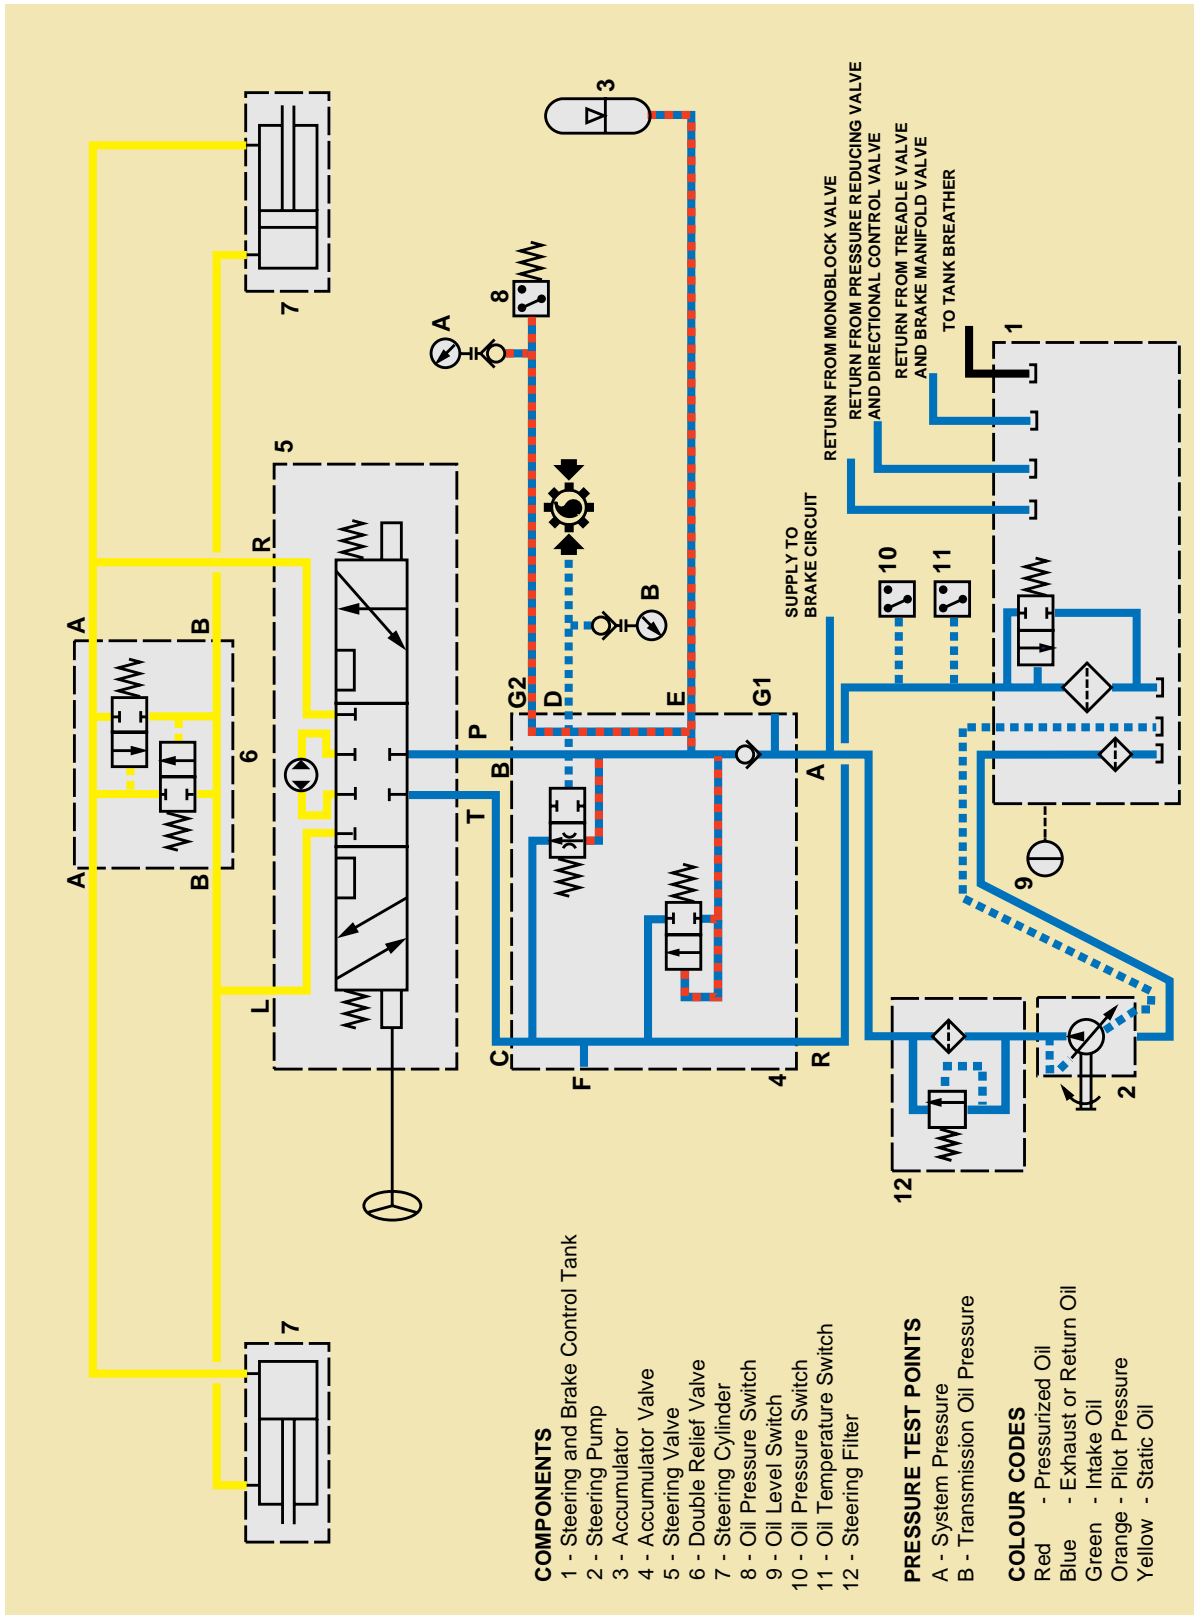 A
A
B
B
6
L
R
7
5
7
T
P
A
C
B
8
G2
D
F
3
B
E
G1
4
SUPPLY TO
BRAKE CIRCUIT
A
R
RETURN FROM MONOBLOCK VALVE
RETURN FROM PRESSURE REDUCING VALVE
AND DIRECTIONAL CONTROL VALVE
RETURN FROM TREADLE VALVE
AND BRAKE MANIFOLD VALVE
TO TANK BREATHER
10
11
12
1
9
2
COMPONENTS
1 - Steering and Brake Control Tank
2 - Steering Pump
3 - Accumulator
4 - Accumulator Valve
5 - Steering Valve
6 - Double Relief Valve
7 - Steering Cylinder
8 - Oil Pressure Switch
9 - Oil Level Switch
10 - Oil Pressure Switch
11 - Oil Temperature Switch
12 - Steering Filter
PRESSURE TEST POINTS
A - System Pressure
B - Transmission Oil Pressure
COLOUR CODES
Red - Pressurized Oil
Blue - Exhaust or Return Oil
Green - Intake Oil
Orange - Pilot Pressure
Yellow - Static Oil